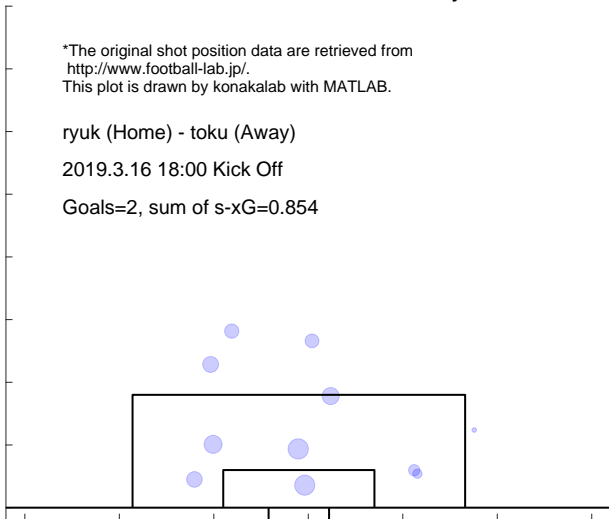 *The original shot position data are retrieved from
http://www.football-lab.jp/.
This plot is drawn by konakalab with MATLAB.
ryuk (Home) - toku (Away)
2019.3.16 18:00 Kick Off
Goals=2, sum of s-xG=0.854